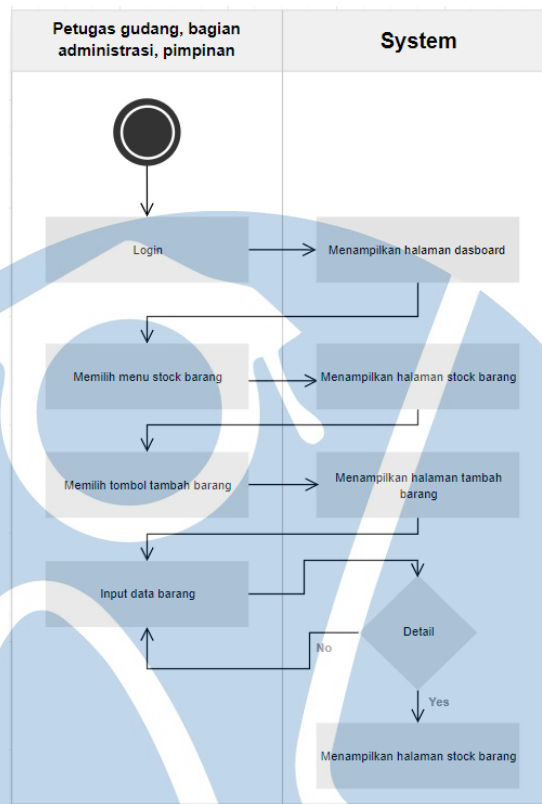 Petugas gudang, bagian
administrasi, pimpinan
System
Login
Menampilkan halaman dasboard
Memilih menu stock barang
Menampilkan halaman stock barang
Memilih tombol tambah barang
Menampilkan halaman tambah
barang
Input data barang
Detail
No
Yes
Menampilkan halaman stock barang